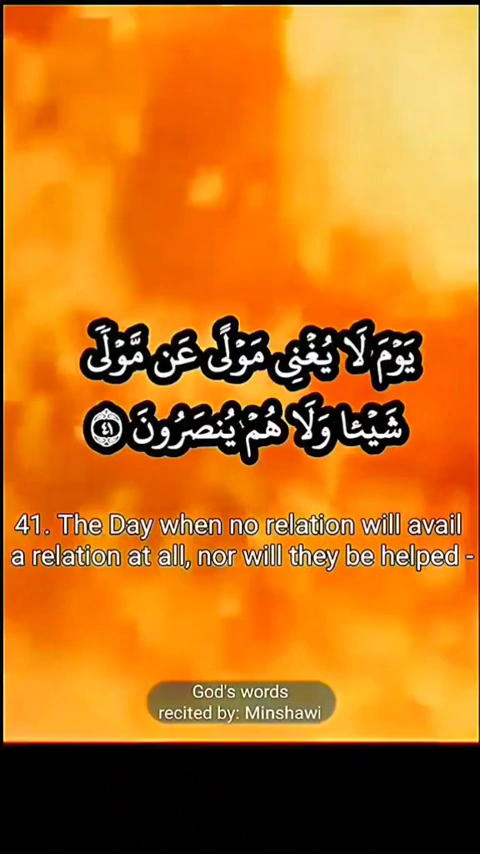 يَوْمَ لَا يُغْنِي مَوْلًى عَن مَّوْلًى
شَيْـًٔا وَلَا هُمْ يُنصَرُونَ ٤١
41. The Day when no relation will avail
a relation at all, nor will they be helped -
God's words
recited by: Minshawi